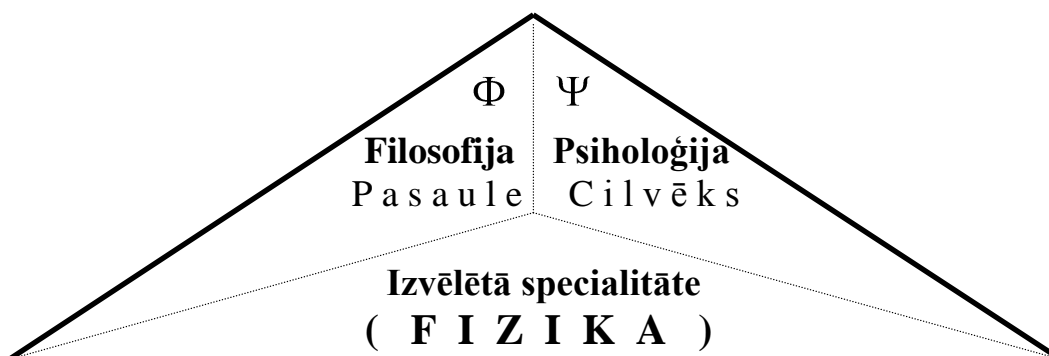 Φ Ψ
Filosofija Psiholoģija
Pasaule Cilvēks
Izvēlētā specialitāte
( FIZIKA )